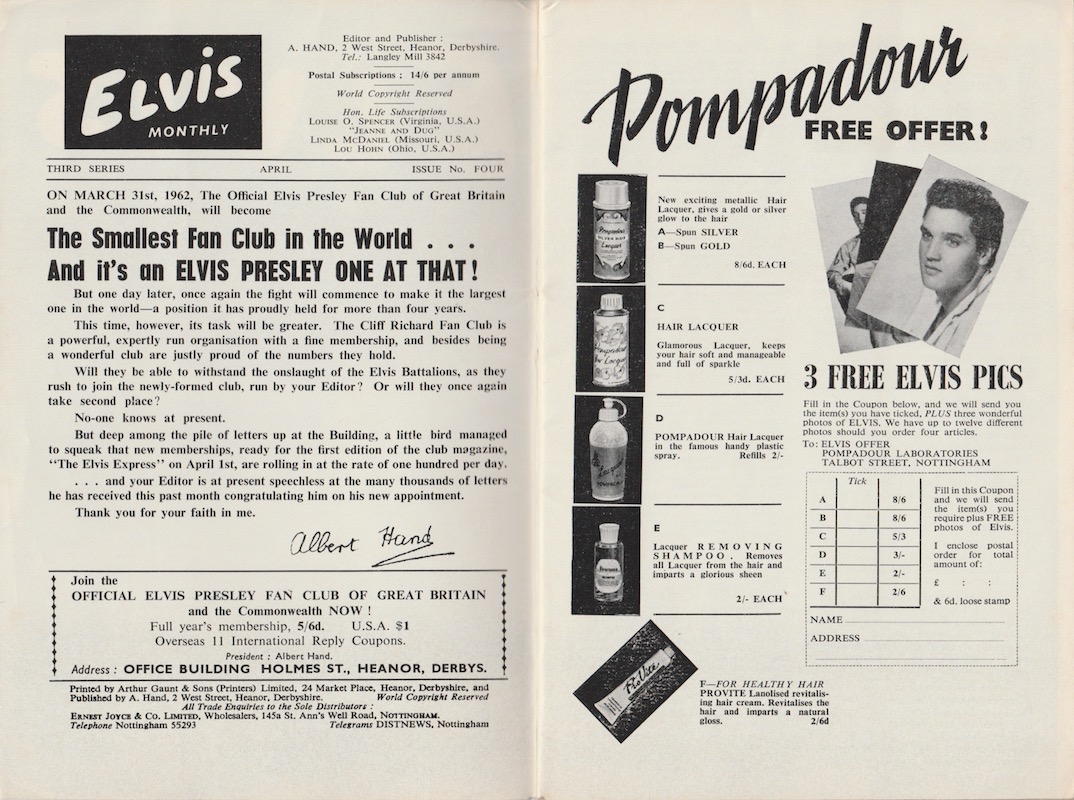 ELVIS
MONTHLY
Editor and Publisher :
A. HAND, 2 West Street, Heanor, Derbyshire.
Tel.: Langley Mill 3842
Postal Subscriptions : 14/6 per annum
World Copyright Reserved
Hon. Life Subscriptions
LOUISE O. SPENCER (Virginia, U.S.A.)
"JEANNE AND DUG"
LINDA MCDANIEL (Missouri, U.S.A.)
LOU HOHN (Ohio, U.S.A.)
THIRD SERIES APRIL ISSUE No. FOUR
ON MARCH 31st, 1962, The Official Elvis Presley Fan Club of Great Britain
and the Commonwealth, will become
The Smallest Fan Club in the World . . .
And it's an ELVIS PRESLEY ONE AT THAT !
But one day later, once again the fight will commence to make it the largest
one in the world—a position it has proudly held for more than four years.
This time, however, its task will be greater. The Cliff Richard Fan Club is
a powerful, expertly run organisation with a fine membership, and besides being
a wonderful club are justly proud of the numbers they hold.
Will they be able to withstand the onslaught of the Elvis Battalions, as they
rush to join the newly-formed club, run by your Editor? Or will they once again
take second place?
No-one knows at present.
But deep among the pile of letters up at the Building, a little bird managed
to squeak that new memberships, ready for the first edition of the club magazine,
"The Elvis Express" on April 1st, are rolling in at the rate of one hundred per day.
. . . and your Editor is at present speechless at the many thousands of letters
he has received this past month congratulating him on his new appointment.
Thank you for your faith in me.
Albert Hand
Join the
OFFICIAL ELVIS PRESLEY FAN CLUB OF GREAT BRITAIN
and the Commonwealth NOW !
Full year's membership, 5/6d. U.S.A. $1
Overseas 11 International Reply Coupons.
President : Albert Hand.
Address : OFFICE BUILDING HOLMES ST., HEANOR, DERBYS.
Printed by Arthur Gaunt & Sons (Printers) Limited, 24 Market Place, Heanor, Derbyshire, and
Published by A. Hand, 2 West Street, Heanor, Derbyshire. World Copyright Reserved
All Trade Enquiries to the Sole Distributors :
ERNEST JOYCE & CO. LIMITED, Wholesalers, 145a St. Ann's Well Road, NOTTINGHAM.
Telephone Nottingham 55293 Telegrams DISTNEWS, Nottingham
Pompadour
FREE OFFER!
New exciting metallic Hair
Lacquer, gives a gold or silver
glow to the hair
A—Spun SILVER
B—Spun GOLD
8/6d. EACH
C
HAIR LACQUER
Glamorous Lacquer, keeps
your hair soft and manageable
and full of sparkle
5/3d. EACH
D
POMPADOUR Hair Lacquer
in the famous handy plastic
spray. Refills 2/-
E
Lacquer REMOVING
SHAMPOO. Removes
all Lacquer from the hair and
imparts a glorious sheen
2/- EACH
ProVite
F—FOR HEALTHY HAIR
PROVITE Lanolised revitalis-
ing hair cream. Revitalises the
hair and imparts a natural
gloss. 2/6d
3 FREE ELVIS PICS
Fill in the Coupon below, and we will send you
the item(s) you have ticked, PLUS three wonderful
photos of ELVIS. We have up to twelve different
photos should you order four articles.
To: ELVIS OFFER
POMPADOUR LABORATORIES
TALBOT STREET, NOTTINGHAM
Tick
A 8/6
B 8/6
C 5/3
D 3/-
E 2/-
F 2/6
Fill in this Coupon
and we will send
the item(s) you
require plus FREE
photos of Elvis.
I enclose postal
order for total
amount of:
£ : :
& 6d. loose stamp
NAME
ADDRESS